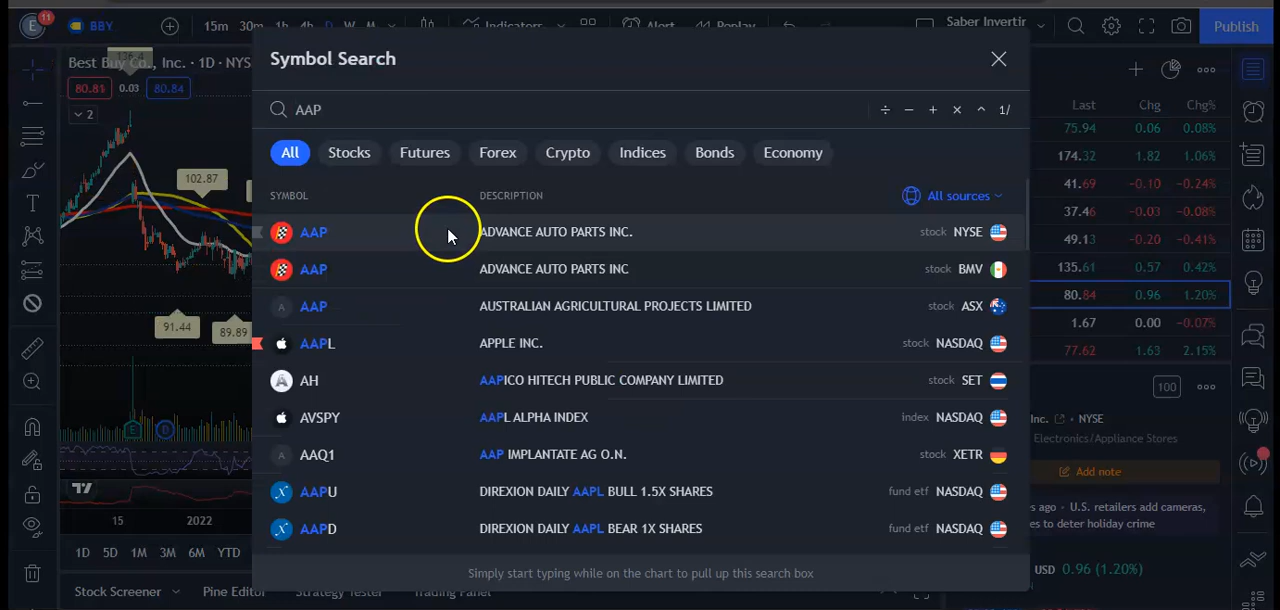 E 11 BBY 15m 30m 1h 4h D W M Indicators Alert Replay Saber Invertir Publish
Best Buy Co., Inc. · 1D · NYS
80.81 0.03 80.84
2
102.87
91.44 89.89
E D
15 2022
1D 5D 1M 3M 6M YTD
Stock Screener Pine Editor Strategy Tester Trading Panel
Symbol Search
AAP 1/
All Stocks Futures Forex Crypto Indices Bonds Economy
SYMBOL DESCRIPTION All sources
AAP ADVANCE AUTO PARTS INC. stock NYSE
AAP ADVANCE AUTO PARTS INC stock BMV
A AAP AUSTRALIAN AGRICULTURAL PROJECTS LIMITED stock ASX
AAPL APPLE INC. stock NASDAQ
AH AAPICO HITECH PUBLIC COMPANY LIMITED stock SET
AVSPY AAPL ALPHA INDEX index NASDAQ
A AAQ1 AAP IMPLANTATE AG O.N. stock XETR
AAPU DIREXION DAILY AAPL BULL 1.5X SHARES fund etf NASDAQ
AAPD DIREXION DAILY AAPL BEAR 1X SHARES fund etf NASDAQ
Simply start typing while on the chart to pull up this search box
Last Chg Chg%
75.94 0.06 0.08%
174.32 1.82 1.06%
41.69 −0.10 −0.24%
37.46 −0.03 −0.08%
49.13 −0.20 −0.41%
135.61 0.57 0.42%
80.84 0.96 1.20%
1.67 0.00 −0.07%
77.62 1.63 2.15%
100
Inc. · NYSE
Electronics/Appliance Stores
Add note
s ago · U.S. retailers add cameras,
es to deter holiday crime
USD 0.96 (1.20%)